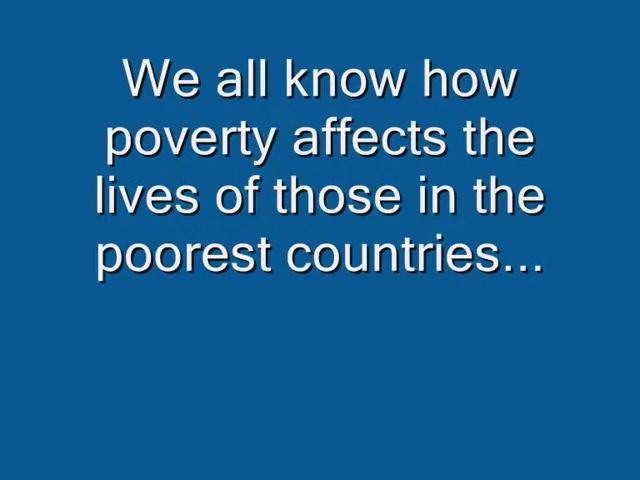 We all know how
poverty affects the
lives of those in the
poorest countries...